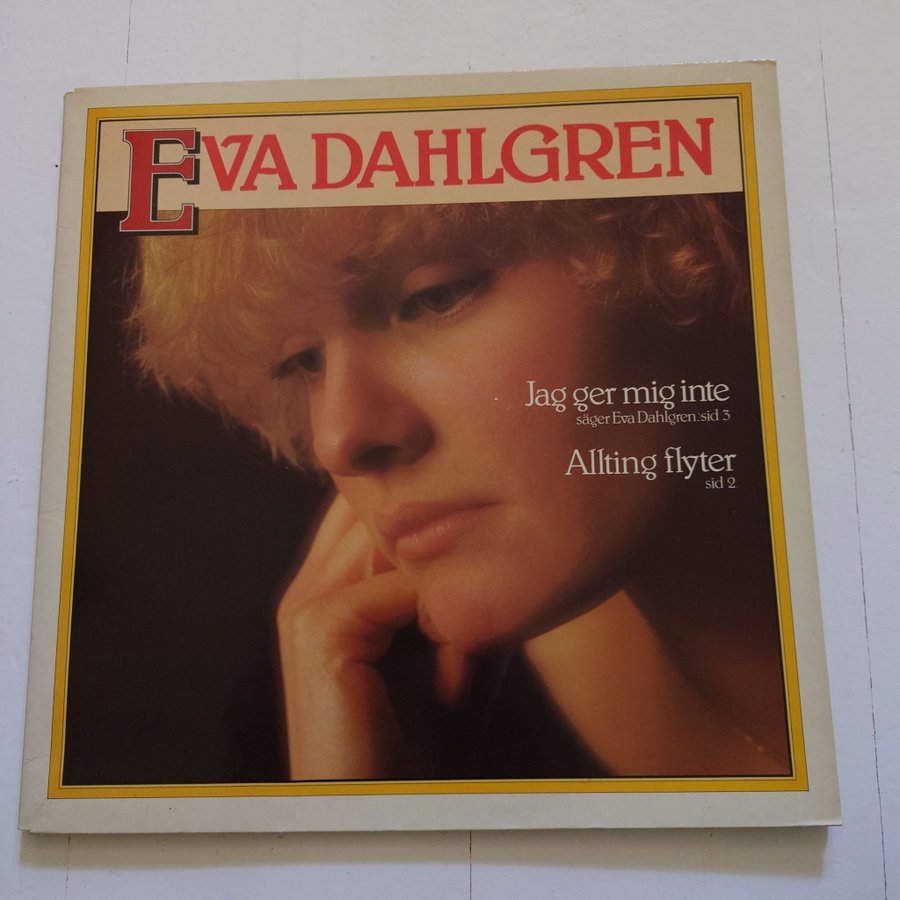 EVA DAHLGREN
Jag ger mig inte
säger Eva Dahlgren: sid 3
Allting flyter
sid 2